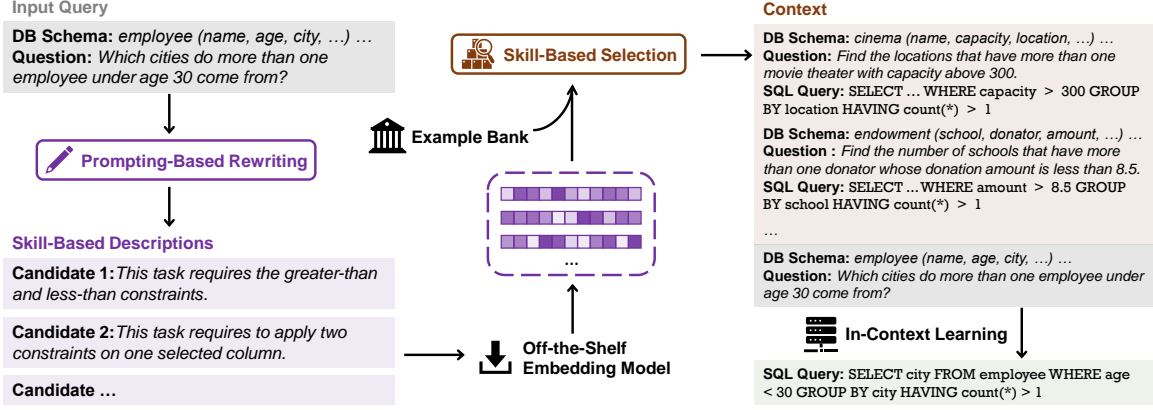 Input Query
DB Schema: employee (name, age, city, …) …
Question: Which cities do more than one
employee under age 30 come from?
Prompting-Based Rewriting
Skill-Based Descriptions
Candidate 1:This task requires the greater-than
and less-than constraints.
Candidate 2:This task requires to apply two
constraints on one selected column.
Candidate …
Off-the-Shelf
Embedding Model
...
Example Bank
Skill-Based Selection
Context
DB Schema: cinema (name, capacity, location, …) …
Question: Find the locations that have more than one
movie theater with capacity above 300.
SQL Query: SELECT … WHERE capacity > 300 GROUP
BY location HAVING count(*) > 1
DB Schema: endowment (school, donator, amount, …) …
Question : Find the number of schools that have more
than one donator whose donation amount is less than 8.5.
SQL Query: SELECT …WHERE amount > 8.5 GROUP
BY school HAVING count(*) > 1
…
DB Schema: employee (name, age, city, …) …
Question: Which cities do more than one employee under
age 30 come from?
In-Context Learning
SQL Query: SELECT city FROM employee WHERE age
< 30 GROUP BY city HAVING count(*) > 1